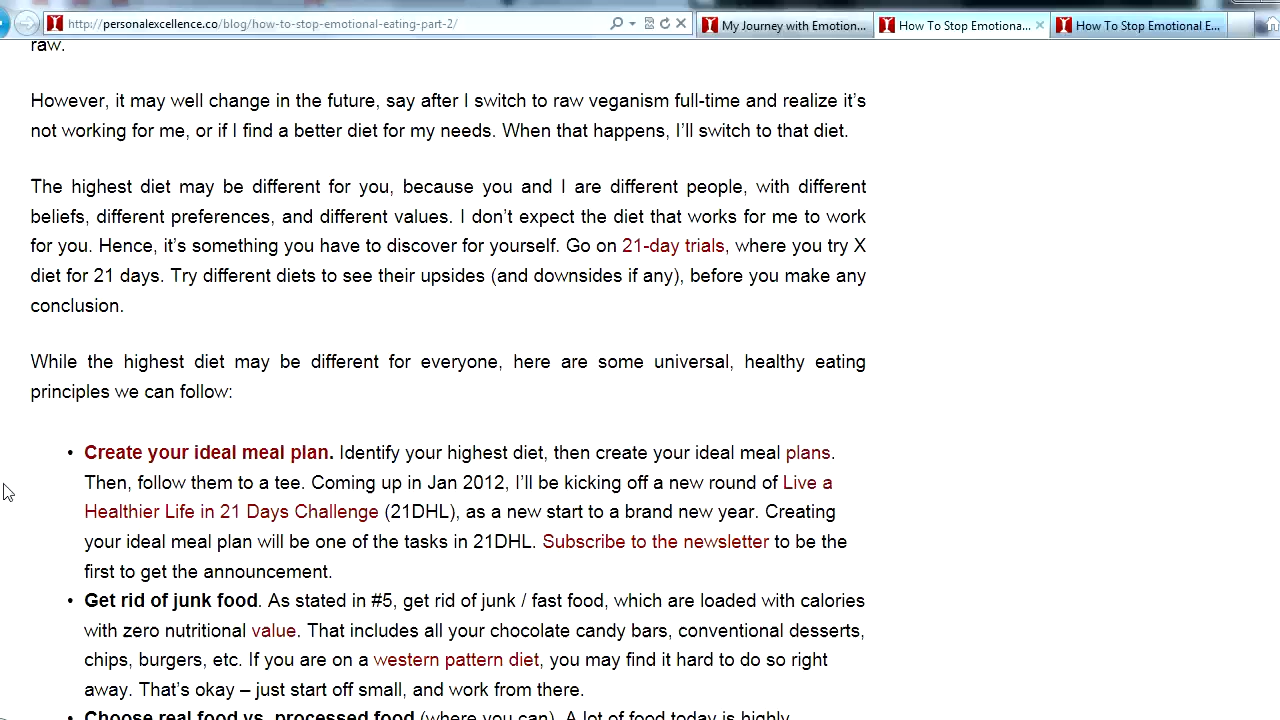 http://personalexcellence.co/blog/how-to-stop-emotional-eating-part-2/
My Journey with Emotion...
How To Stop Emotiona...
How To Stop Emotional E...
raw.
However, it may well change in the future, say after I switch to raw veganism full-time and realize it’s
not working for me, or if I find a better diet for my needs. When that happens, I’ll switch to that diet.
The highest diet may be different for you, because you and I are different people, with different
beliefs, different preferences, and different values. I don’t expect the diet that works for me to work
for you. Hence, it’s something you have to discover for yourself. Go on 21-day trials, where you try X
diet for 21 days. Try different diets to see their upsides (and downsides if any), before you make any
conclusion.
While the highest diet may be different for everyone, here are some universal, healthy eating
principles we can follow:
• Create your ideal meal plan. Identify your highest diet, then create your ideal meal plans.
Then, follow them to a tee. Coming up in Jan 2012, I’ll be kicking off a new round of Live a
Healthier Life in 21 Days Challenge (21DHL), as a new start to a brand new year. Creating
your ideal meal plan will be one of the tasks in 21DHL. Subscribe to the newsletter to be the
first to get the announcement.
• Get rid of junk food. As stated in #5, get rid of junk / fast food, which are loaded with calories
with zero nutritional value. That includes all your chocolate candy bars, conventional desserts,
chips, burgers, etc. If you are on a western pattern diet, you may find it hard to do so right
away. That’s okay – just start off small, and work from there.
• Choose real food vs. processed food (where you can). A lot of food today is highly